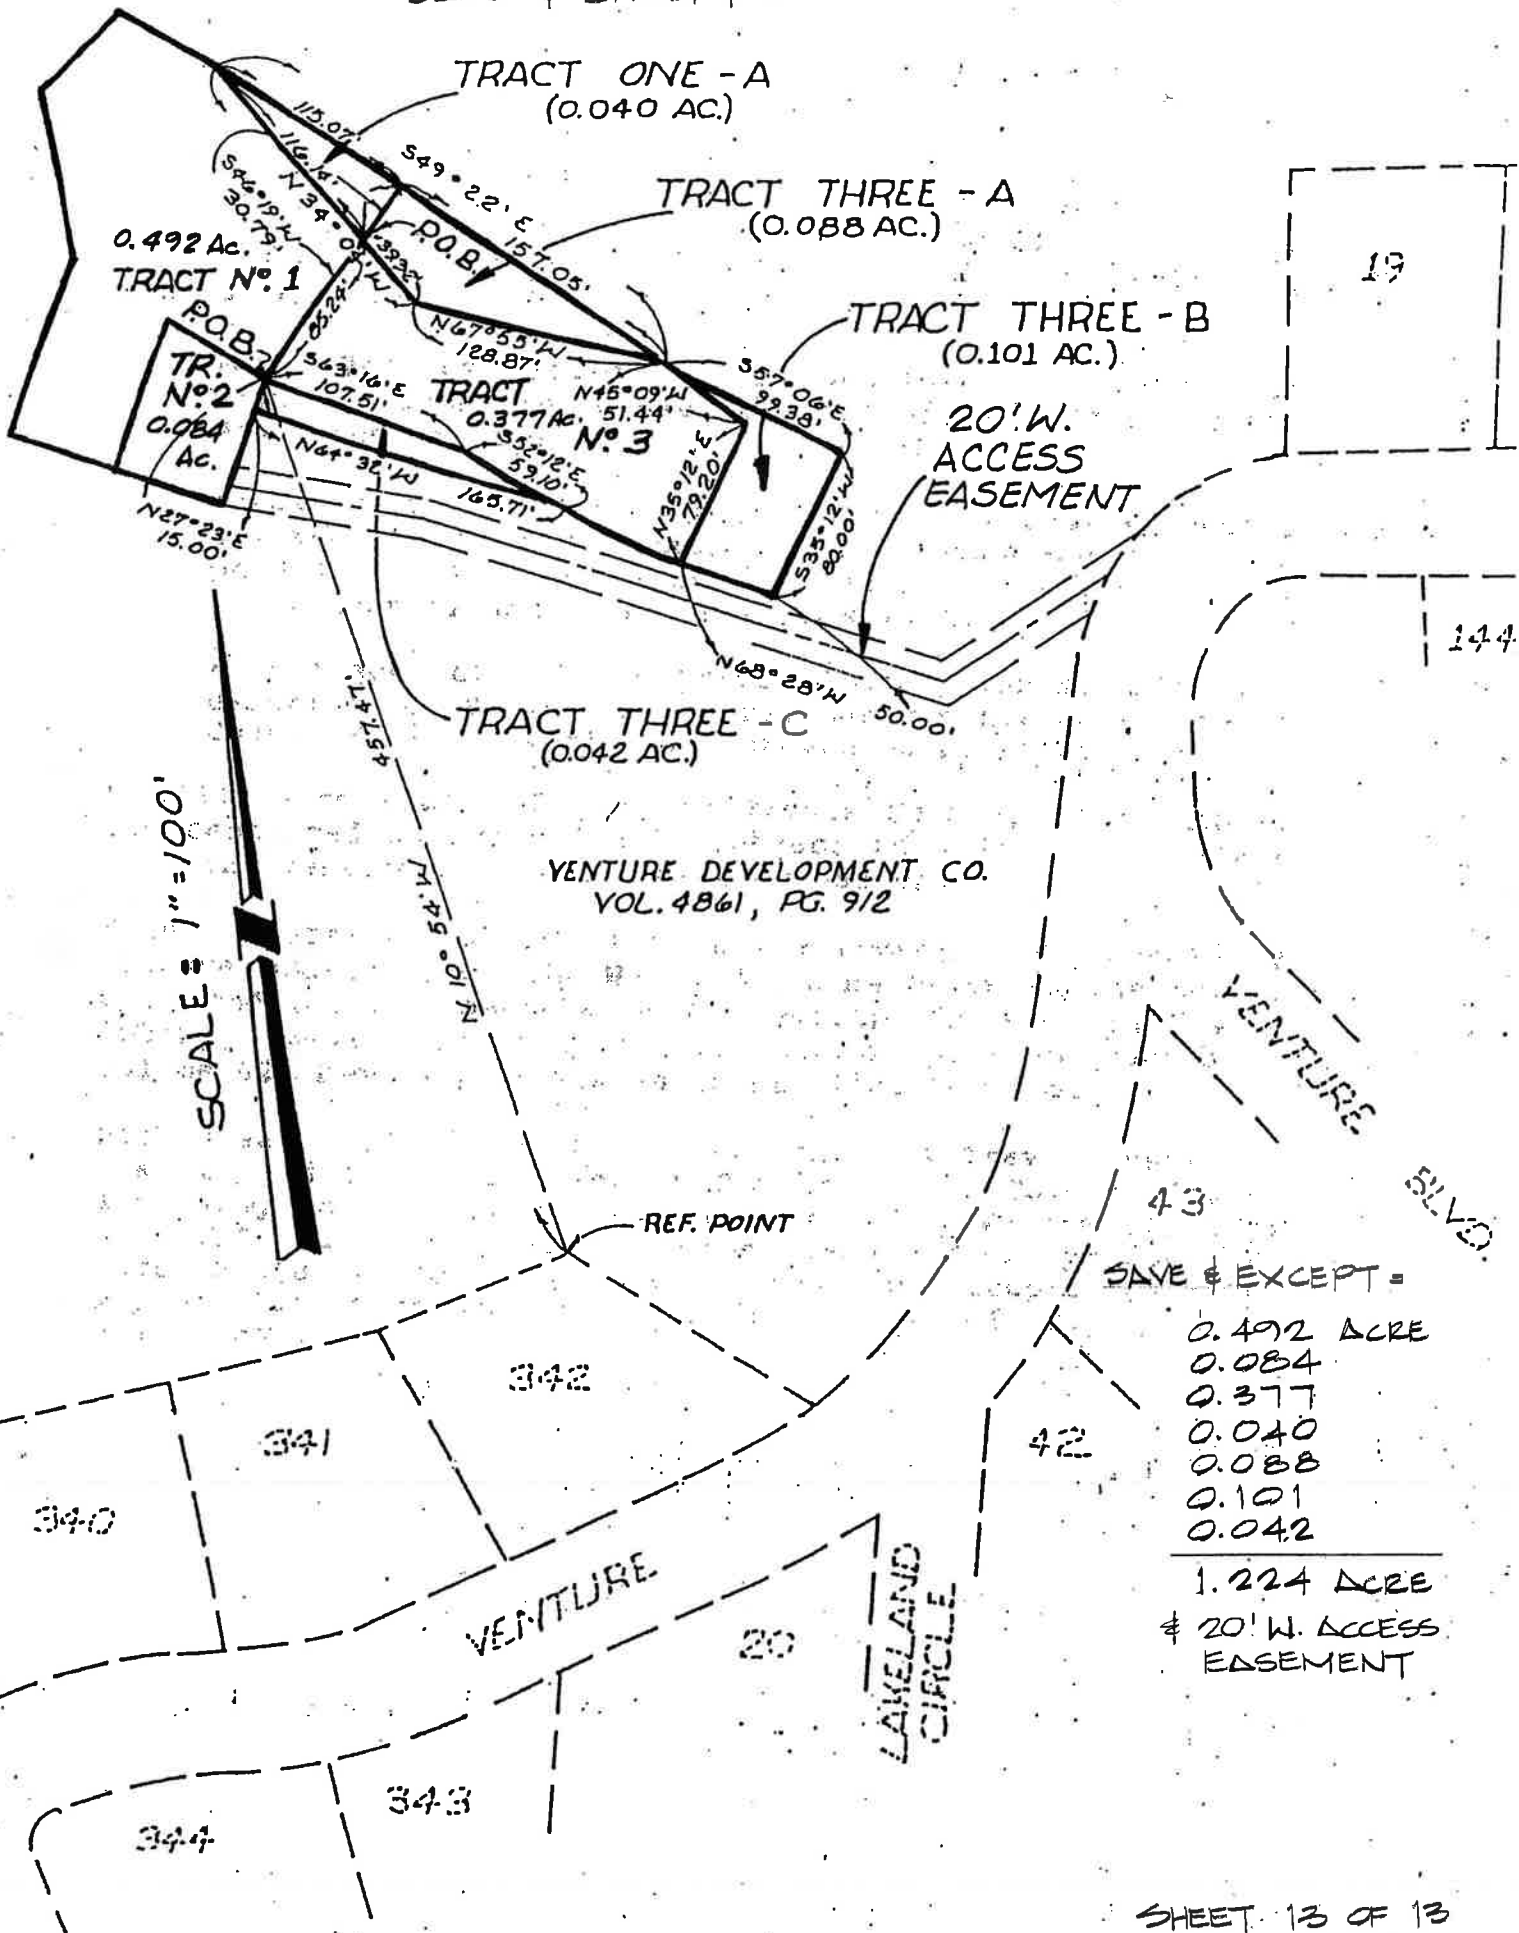 TRACT ONE - A
(0.040 AC.)
115.07'
116.14'
S49°22'E
157.05'
TRACT THREE - A
(0.088 AC.)
S46°19'W
30.79'
N34°04'W
39.32'
P.O.B.
0.492 Ac.
TRACT Nº 1
P.O.B.
85.24'
N67°55'W
128.87'
TRACT THREE - B
(0.101 AC.)
S57°06'E
99.38'
TR.
Nº 2
0.084
Ac.
S63°16'E
107.51'
TRACT
0.377 Ac.
Nº 3
N45°09'W
51.44'
20' W.
ACCESS
EASEMENT
N64°32'W
165.71'
S52°12'E
59.10'
N35°12'E
79.20'
S35°12'W
80.00'
N27°23'E
15.00'
N68°28'W
50.00'
TRACT THREE - C
(0.042 AC.)
457.47'
N 10° 54' W
SCALE = 1" = 100'
VENTURE DEVELOPMENT CO.
VOL. 4861, PG. 912
REF. POINT
19
144
VENTURE
BLVD.
43
42
SAVE & EXCEPT =
0.492 ACRE
0.084
0.377
0.040
0.088
0.101
0.042
1.224 ACRE
& 20' W. ACCESS
EASEMENT
342
341
340
VENTURE
20
LAKELAND
CIRCLE
343
344
SHEET 13 OF 13